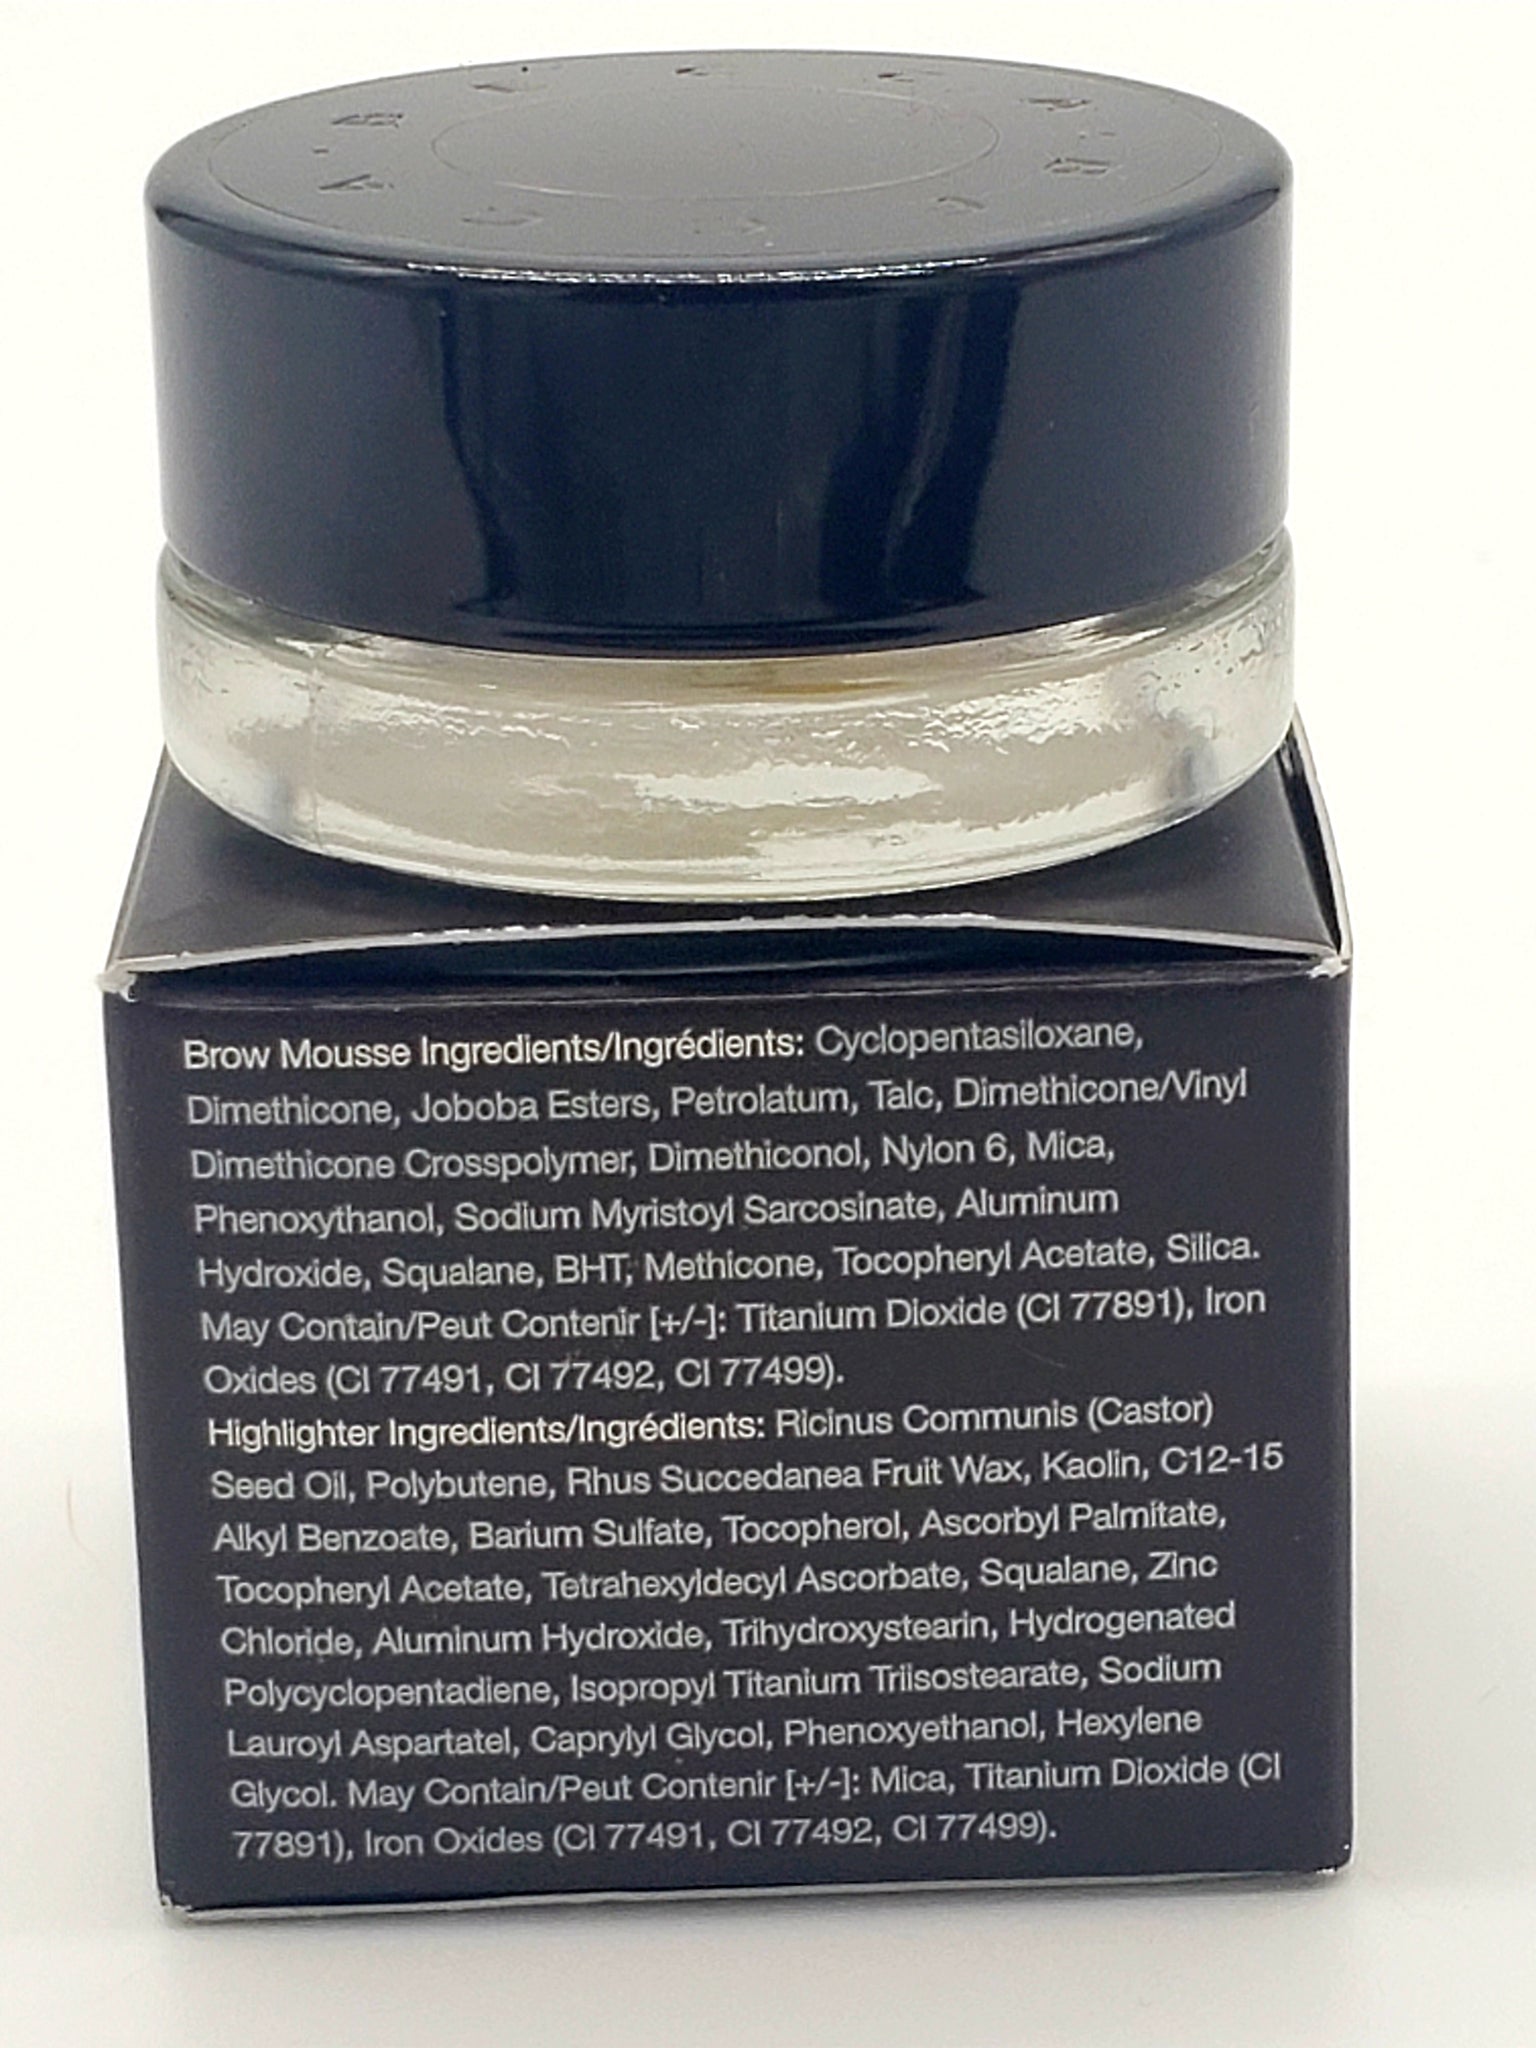 Brow Mousse Ingredients/Ingrédients: Cyclopentasiloxane,
Dimethicone, Joboba Esters, Petrolatum, Talc, Dimethicone/Vinyl
Dimethicone Crosspolymer, Dimethiconol, Nylon 6, Mica,
Phenoxythanol, Sodium Myristoyl Sarcosinate, Aluminum
Hydroxide, Squalane, BHT, Methicone, Tocopheryl Acetate, Silica.
May Contain/Peut Contenir [+/-]: Titanium Dioxide (CI 77891), Iron
Oxides (CI 77491, CI 77492, CI 77499).
Highlighter Ingredients/Ingrédients: Ricinus Communis (Castor)
Seed Oil, Polybutene, Rhus Succedanea Fruit Wax, Kaolin, C12-15
Alkyl Benzoate, Barium Sulfate, Tocopherol, Ascorbyl Palmitate,
Tocopheryl Acetate, Tetrahexyldecyl Ascorbate, Squalane, Zinc
Chloride, Aluminum Hydroxide, Trihydroxystearin, Hydrogenated
Polycyclopentadiene, Isopropyl Titanium Triisostearate, Sodium
Lauroyl Aspartatel, Caprylyl Glycol, Phenoxyethanol, Hexylene
Glycol. May Contain/Peut Contenir [+/-]: Mica, Titanium Dioxide (CI
77891), Iron Oxides (CI 77491, CI 77492, CI 77499).